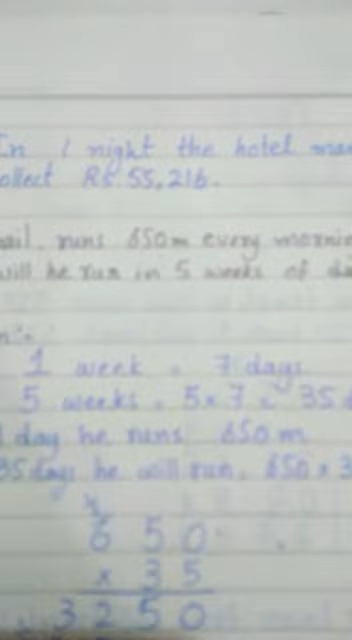 In 1 night the hotel
ollect Rs. 55,216.
runs 650m every
will he run in 5 weeks of
1 week = 7 days
5 weeks = 5 x 7 = 35
day he runs 650 m
35 days he will run = 650 x 3
6 5 0
x 3 5
3 2 5 0